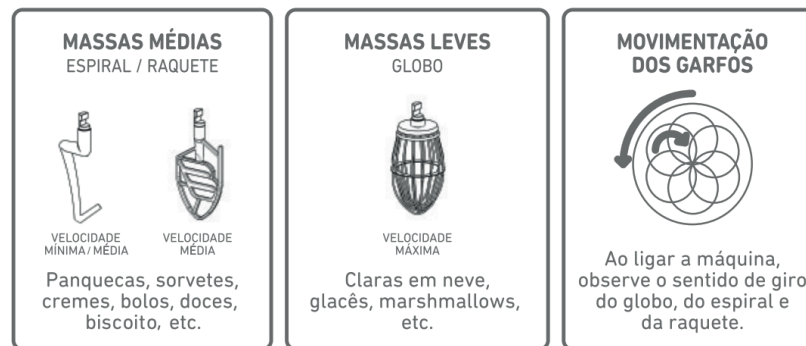 MASSAS MÉDIAS
ESPIRAL / RAQUETE
VELOCIDADE
MÍNIMA / MÉDIA
VELOCIDADE
MÉDIA
Panquecas, sorvetes,
cremes, bolos, doces,
biscoito, etc.
MASSAS LEVES
GLOBO
VELOCIDADE
MÁXIMA
Claras em neve,
glacês, marshmallows,
etc.
MOVIMENTAÇÃO
DOS GARFOS
Ao ligar a máquina,
observe o sentido de giro
do globo, do espiral e
da raquete.